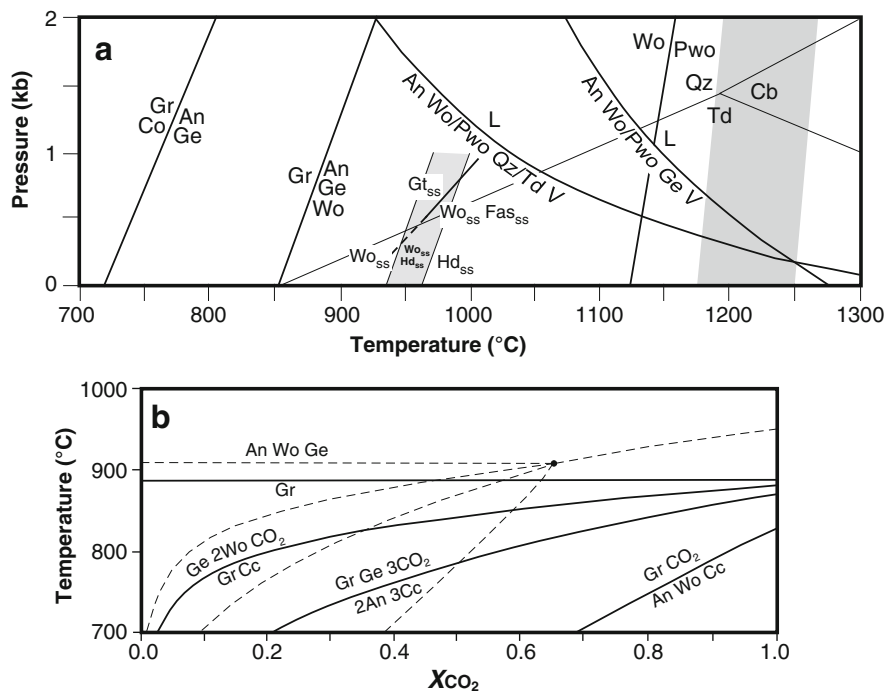 a
Pressure (kb)
2
1
0
Gr
Co
An
Ge
Gr
An
Ge
Wo
An Wo/Pwo Qz/Td V
L
An Wo/Pwo Ge V
L
Wo
Pwo
Qz
Td
Cb
Gtss
Woss Fasss
Woss
Woss
Hdss
Hdss
700
800
900
1000
1100
1200
1300
Temperature (°C)
b
Temperature (°C)
1000
900
800
700
An Wo Ge
Gr
Ge 2Wo CO2
Gr Cc
Gr Ge 3CO2
2An 3Cc
Gr CO2
An Wo Cc
0.0
0.2
0.4
0.6
0.8
1.0
XCO2